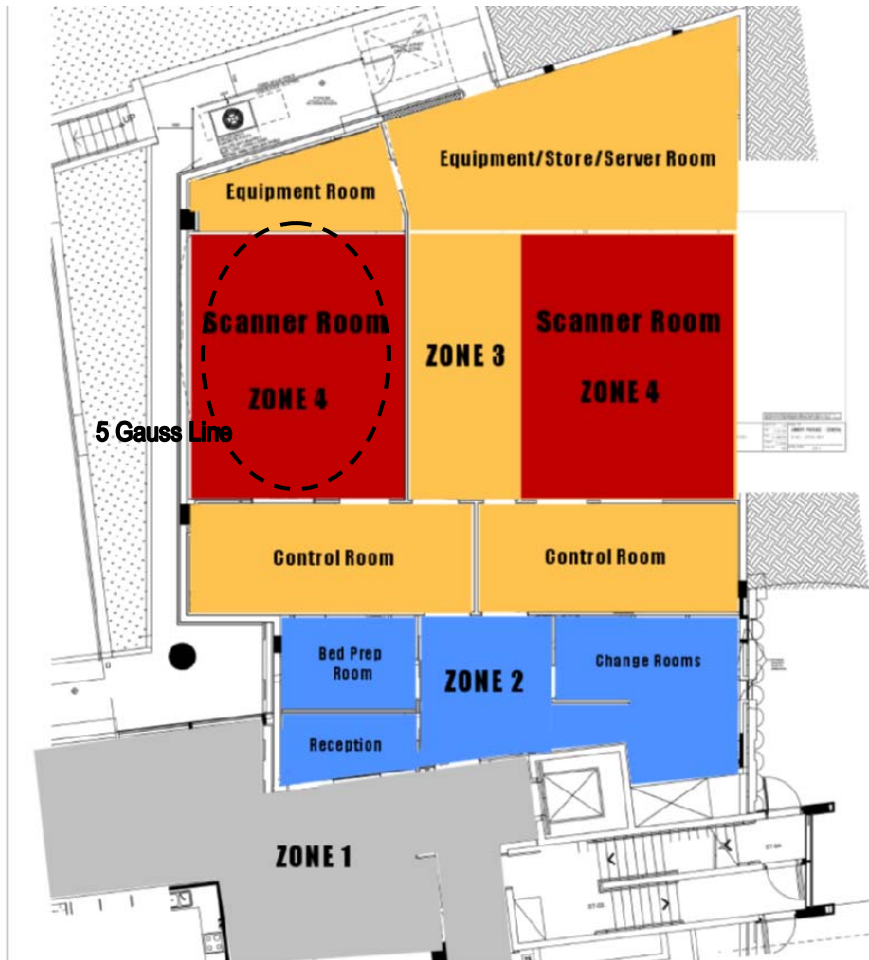 UP
Equipment/Store/Server Room
Equipment Room
Scanner Room
Scanner Room
ZONE 3
ZONE 4
ZONE 4
5 Gauss Line
Control Room
Control Room
Bed Prep
Room
Change Rooms
ZONE 2
Reception
ZONE 1